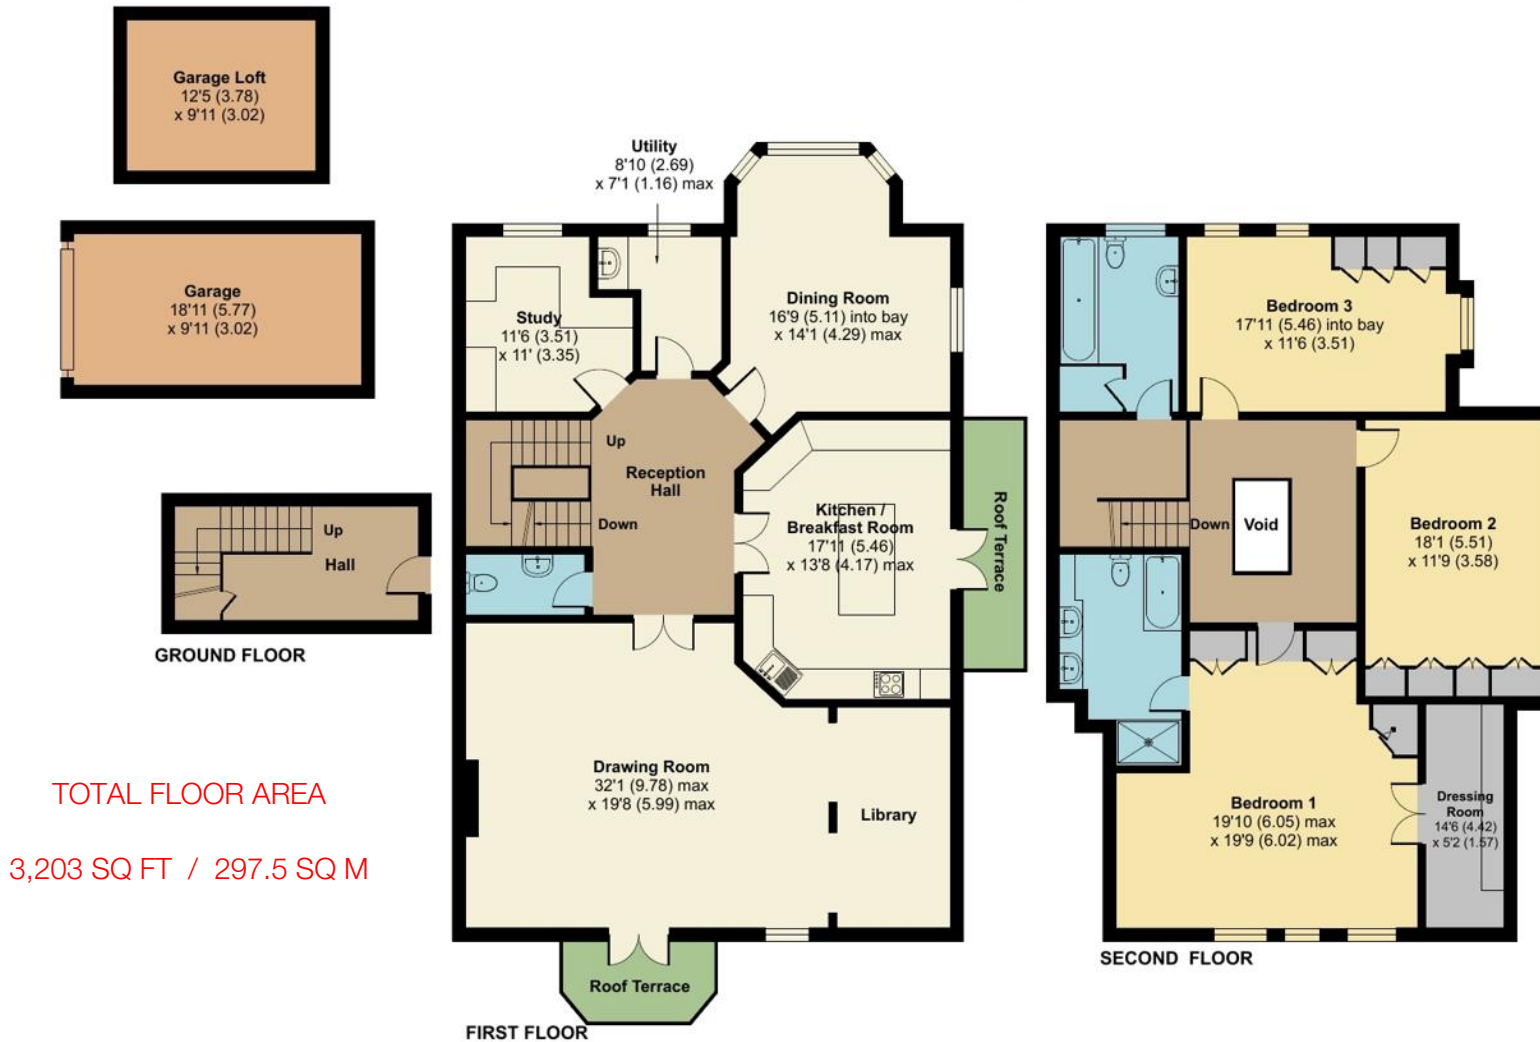 Garage Loft
12'5 (3.78)
x 9'11 (3.02)
Garage
18'11 (5.77)
x 9'11 (3.02)
Up
Hall
GROUND FLOOR
TOTAL FLOOR AREA
3,203 SQ FT / 297.5 SQ M
Utility
8'10 (2.69)
x 7'1 (1.16) max
Study
11'6 (3.51)
x 11' (3.35)
Dining Room
16'9 (5.11) into bay
x 14'1 (4.29) max
Up
Reception
Hall
Down
Kitchen /
Breakfast Room
17'11 (5.46)
x 13'8 (4.17) max
Roof Terrace
Drawing Room
32'1 (9.78) max
x 19'8 (5.99) max
Library
Roof Terrace
FIRST FLOOR
Bedroom 3
17'11 (5.46) into bay
x 11'6 (3.51)
Down
Void
Bedroom 2
18'1 (5.51)
x 11'9 (3.58)
Bedroom 1
19'10 (6.05) max
x 19'9 (6.02) max
Dressing
Room
14'6 (4.42)
x 5'2 (1.57)
SECOND FLOOR